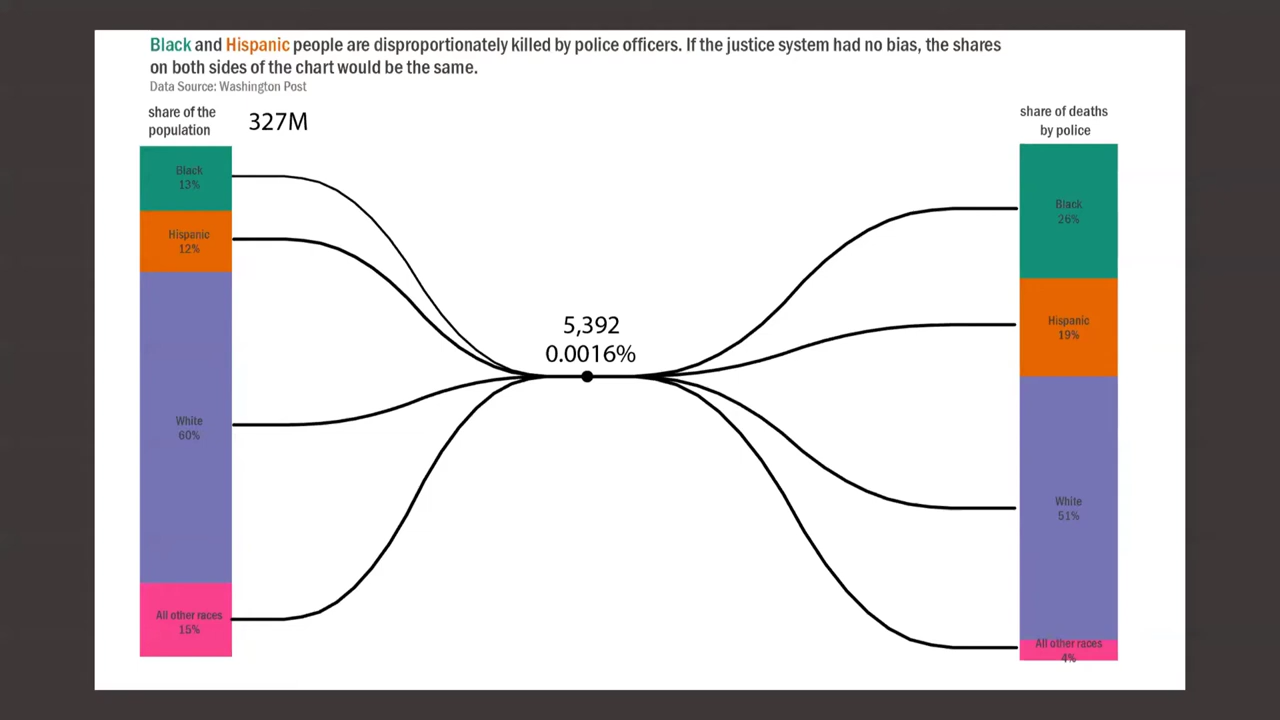 Black and Hispanic people are disproportionately killed by police officers. If the justice system had no bias, the shares
on both sides of the chart would be the same.
Data Source: Washington Post
share of the
population
327M
Black
13%
Hispanic
12%
White
60%
All other races
15%
5,392
0.0016%
share of deaths
by police
Black
26%
Hispanic
19%
White
51%
All other races
4%